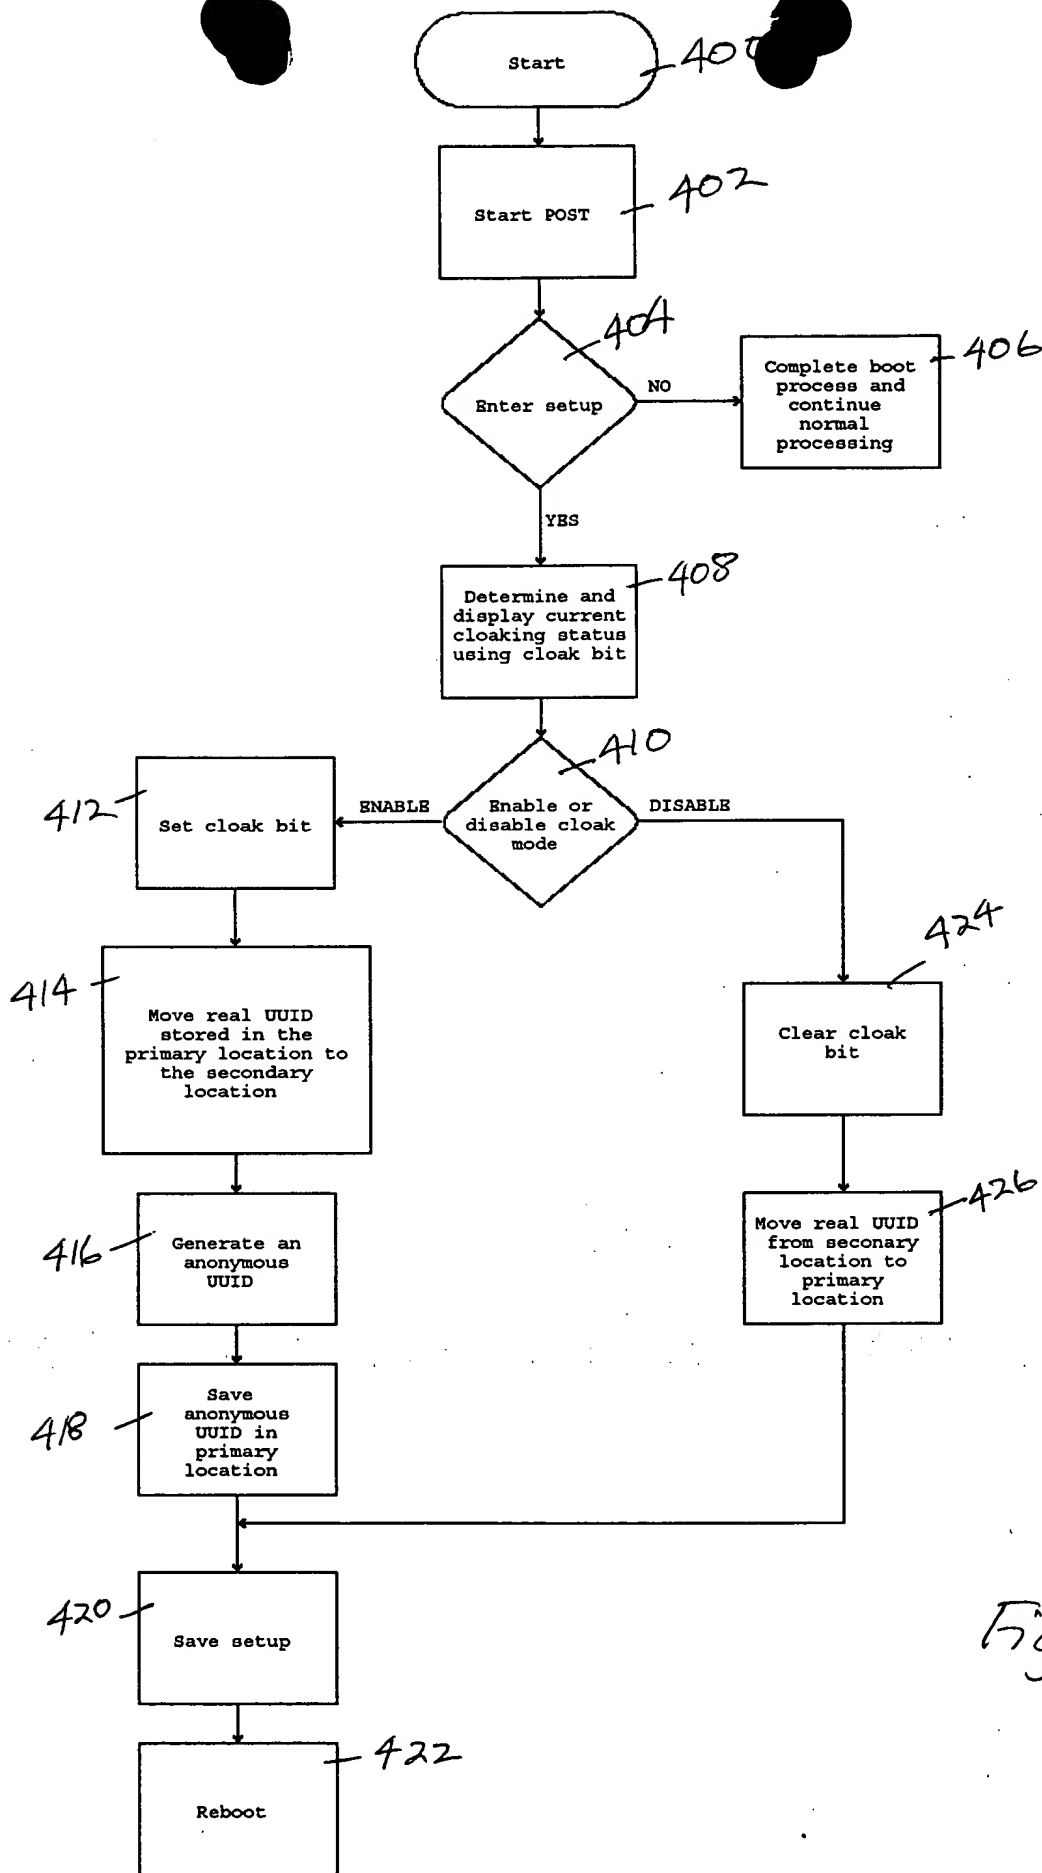 Start
400
Start POST
402
404
Enter setup
NO
Complete boot
process and
continue
normal
processing
406
YES
Determine and
display current
cloaking status
using cloak bit
408
410
Enable or
disable cloak
mode
ENABLE
DISABLE
412
Set cloak bit
414
Move real UUID
stored in the
primary location to
the secondary
location
424
Clear cloak
bit
416
Generate an
anonymous
UUID
426
Move real UUID
from seconary
location to
primary
location
418
Save
anonymous
UUID in
primary
location
420
Save setup
422
Reboot